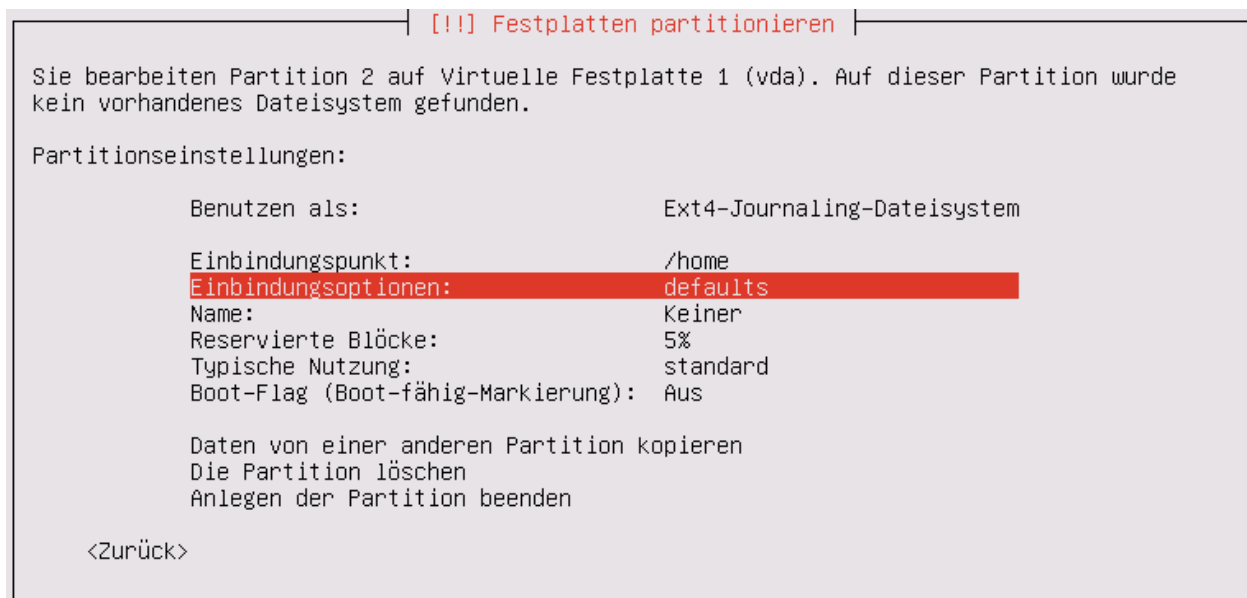 [!!] Festplatten partitionieren
Sie bearbeiten Partition 2 auf Virtuelle Festplatte 1 (vda). Auf dieser Partition wurde
kein vorhandenes Dateisystem gefunden.
Partitionseinstellungen:
Benutzen als: Ext4-Journaling-Dateisystem
Einbindungspunkt: /home
Einbindungsoptionen: defaults
Name: Keiner
Reservierte Blöcke: 5%
Typische Nutzung: standard
Boot-Flag (Boot-fähig-Markierung): Aus
Daten von einer anderen Partition kopieren
Die Partition löschen
Anlegen der Partition beenden
<Zurück>